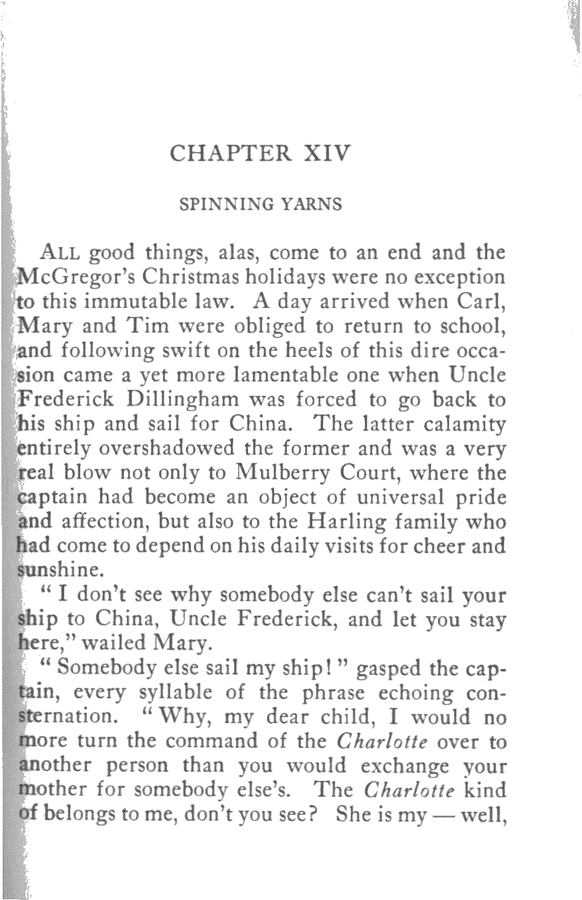 CHAPTER XIV
SPINNING YARNS
ALL good things, alas, come to an end and the
McGregor's Christmas holidays were no exception
to this immutable law. A day arrived when Carl,
Mary and Tim were obliged to return to school,
and following swift on the heels of this dire occa-
sion came a yet more lamentable one when Uncle
Frederick Dillingham was forced to go back to
his ship and sail for China. The latter calamity
entirely overshadowed the former and was a very
real blow not only to Mulberry Court, where the
captain had become an object of universal pride
and affection, but also to the Harling family who
had come to depend on his daily visits for cheer and
sunshine.
“ I don't see why somebody else can't sail your
ship to China, Uncle Frederick, and let you stay
here,” wailed Mary.
“ Somebody else sail my ship! ” gasped the cap-
tain, every syllable of the phrase echoing con-
sternation. “ Why, my dear child, I would no
more turn the command of the Charlotte over to
another person than you would exchange your
mother for somebody else's. The Charlotte kind
of belongs to me, don't you see? She is my — well,